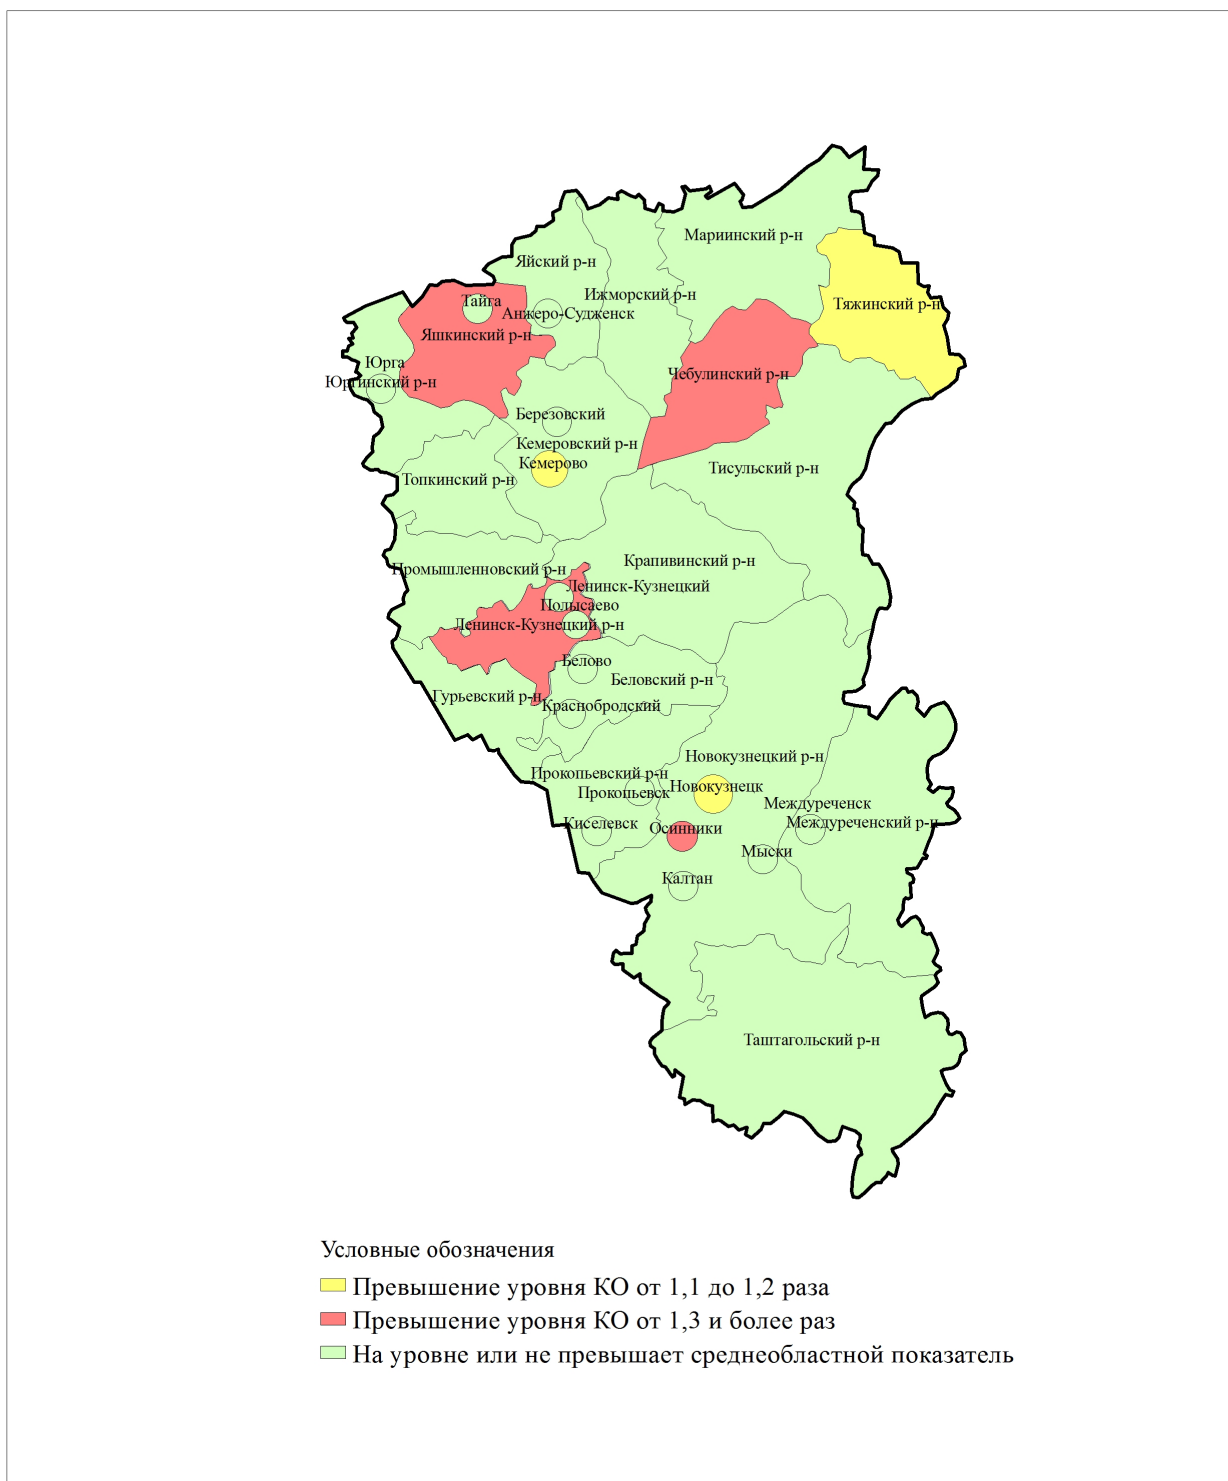 Мариинский р-н
Яйский р-н
Ижморский р-н
Тяжинский р-н
Тайга
Анжеро-Судженск
Яшкинский р-н
Юрга
Чебулинский р-н
Юргинский р-н
Березовский
Кемеровский р-н
Кемерово
Тисульский р-н
Топкинский р-н
Крапивинский р-н
Промышленновский р-н
Ленинск-Кузнецкий
Полысаево
Ленинск-Кузнецкий р-н
Белово
Беловский р-н
Гурьевский р-н
Краснобродский
Новокузнецкий р-н
Прокопьевский р-н
Новокузнецк
Прокопьевск
Междуреченск
Междуреченский р-н
Киселевск
Осинники
Мыски
Калтан
Таштагольский р-н
Условные обозначения
Превышение уровня КО от 1,1 до 1,2 раза
Превышение уровня КО от 1,3 и более раз
На уровне или не превышает среднеобластной показатель